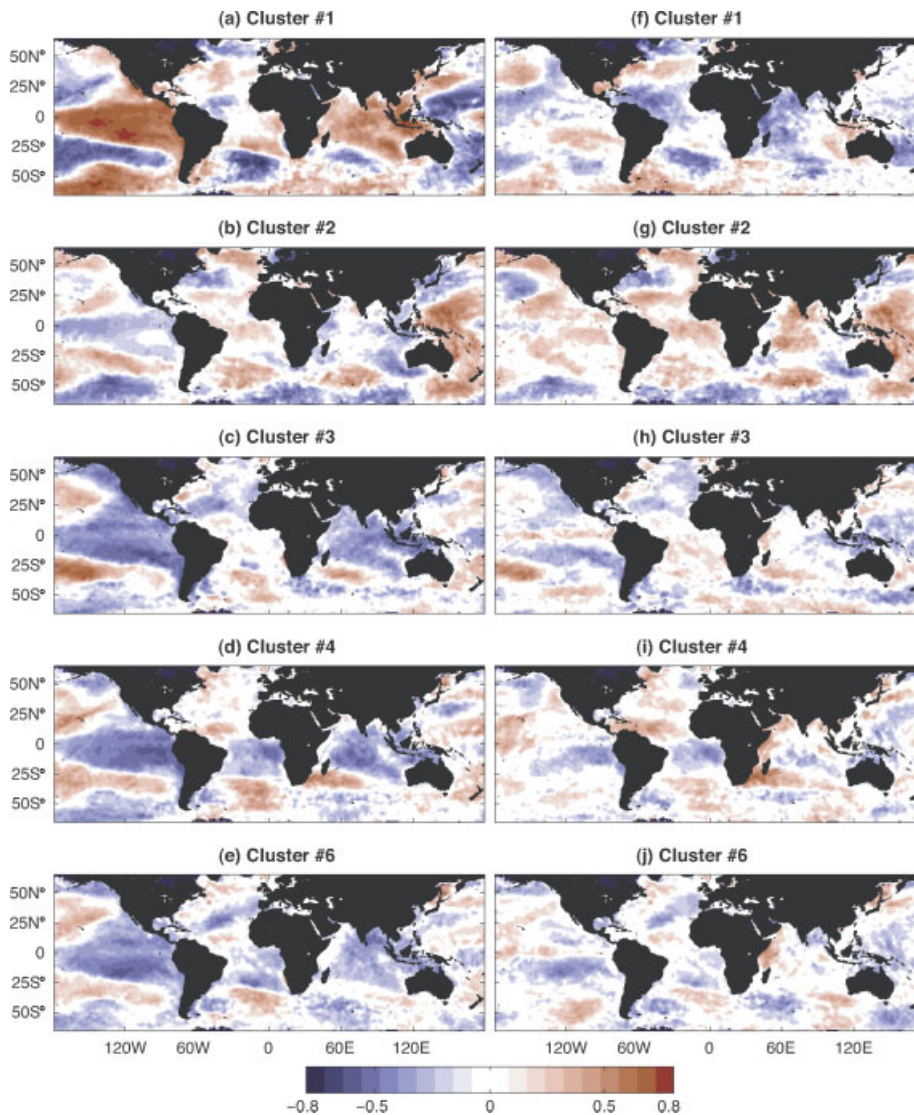 (a) Cluster #1 (f) Cluster #1
50N°
25N°
0
25S°
50S°
(b) Cluster #2 (g) Cluster #2
50N°
25N°
0
25S°
50S°
(c) Cluster #3 (h) Cluster #3
50N°
25N°
0
25S°
50S°
(d) Cluster #4 (i) Cluster #4
50N°
25N°
0
25S°
50S°
(e) Cluster #6 (j) Cluster #6
50N°
25N°
0
25S°
50S°
120W 60W 0 60E 120E 120W 60W 0 60E 120E
−0.8 −0.5 0 0.5 0.8